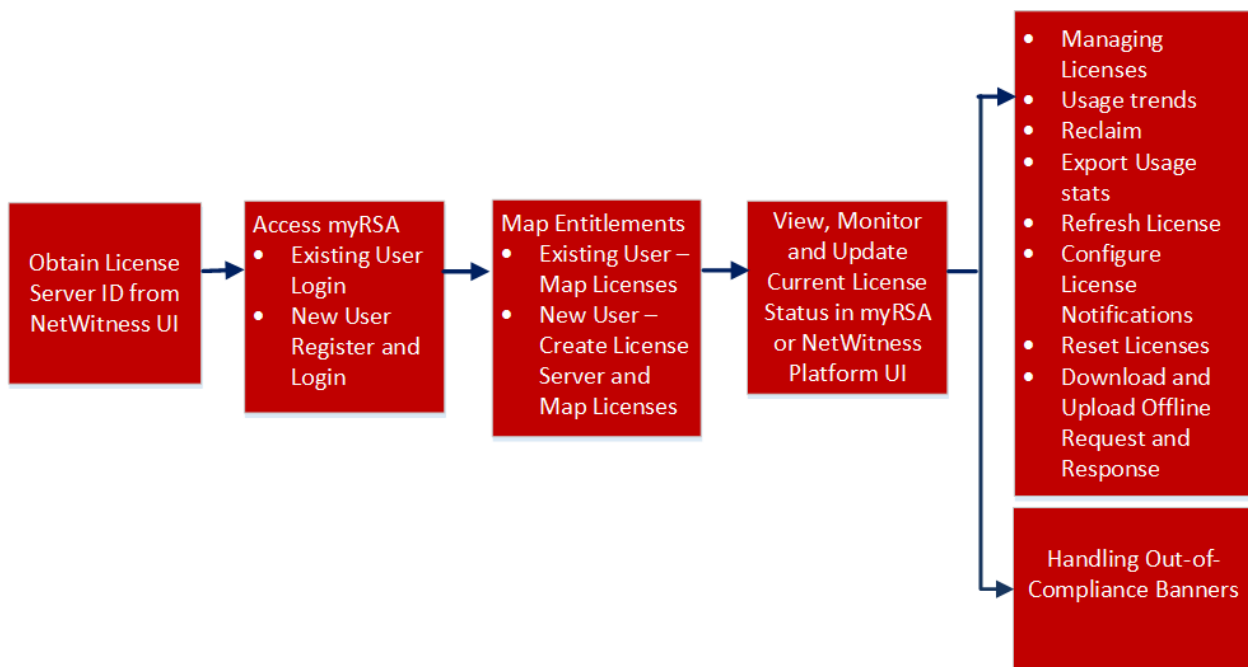 Obtain License
Server ID from
NetWitness UI
Access myRSA
• Existing User
Login
• New User
Register and
Login
Map Entitlements
• Existing User –
Map Licenses
• New User –
Create License
Server and
Map Licenses
View, Monitor
and Update
Current License
Status in myRSA
or NetWitness
Platform UI
• Managing
Licenses
• Usage trends
• Reclaim
• Export Usage
stats
• Refresh License
• Configure
License
Notifications
• Reset Licenses
• Download and
Upload Offline
Request and
Response
Handling Out-of-
Compliance Banners